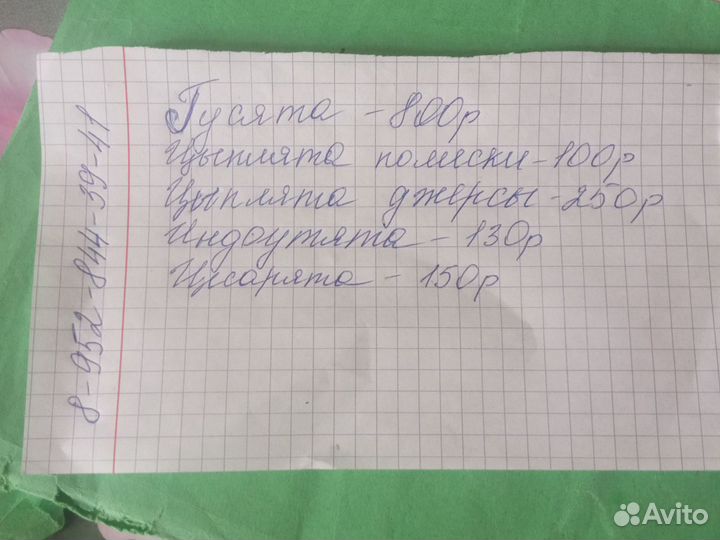 Гусята - 800р
Цыплята помески - 100р
Цыплята джерсы - 250р
Индоутята - 130р
Цесарята - 150р
8-952-844-39-41
Avito